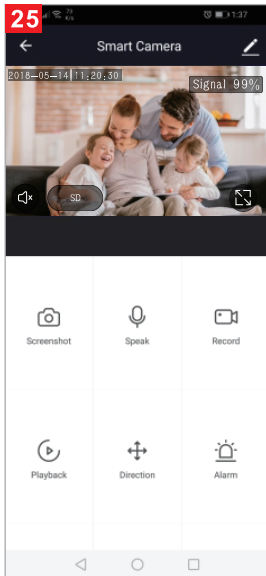 25
79
K/s
1:37
Smart Camera
2018-05-14 11:20:30
Signal 99%
SD
Screenshot
Speak
Record
Playback
Direction
Alarm